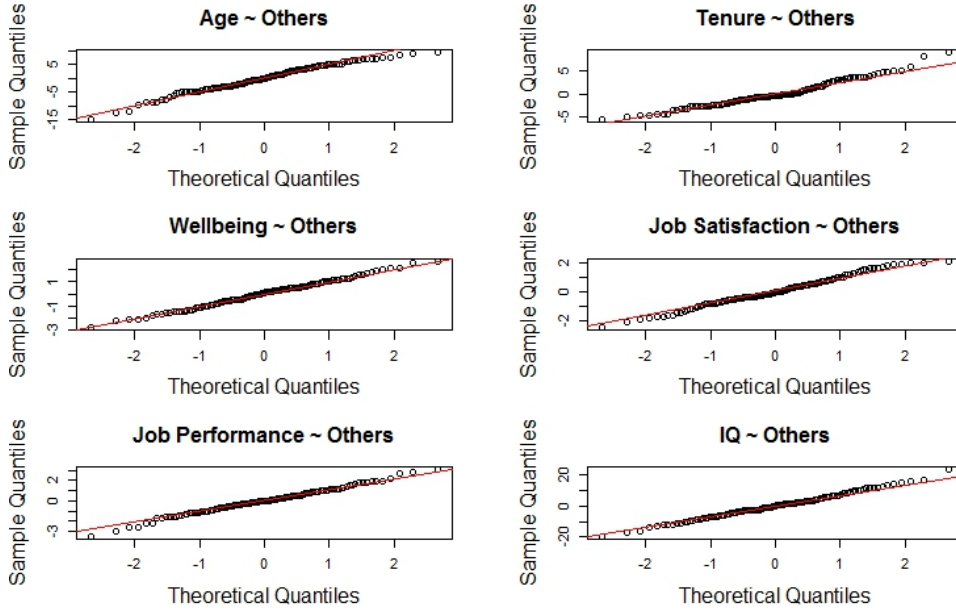 Age ~ Others
Sample Quantiles
5
-5
-15
-2 -1 0 1 2
Theoretical Quantiles
Tenure ~ Others
Sample Quantiles
5
0
-5
-2 -1 0 1 2
Theoretical Quantiles
Wellbeing ~ Others
Sample Quantiles
1
-1
-3
-2 -1 0 1 2
Theoretical Quantiles
Job Satisfaction ~ Others
Sample Quantiles
2
0
-2
-2 -1 0 1 2
Theoretical Quantiles
Job Performance ~ Others
Sample Quantiles
2
0
-3
-2 -1 0 1 2
Theoretical Quantiles
IQ ~ Others
Sample Quantiles
20
0
-20
-2 -1 0 1 2
Theoretical Quantiles